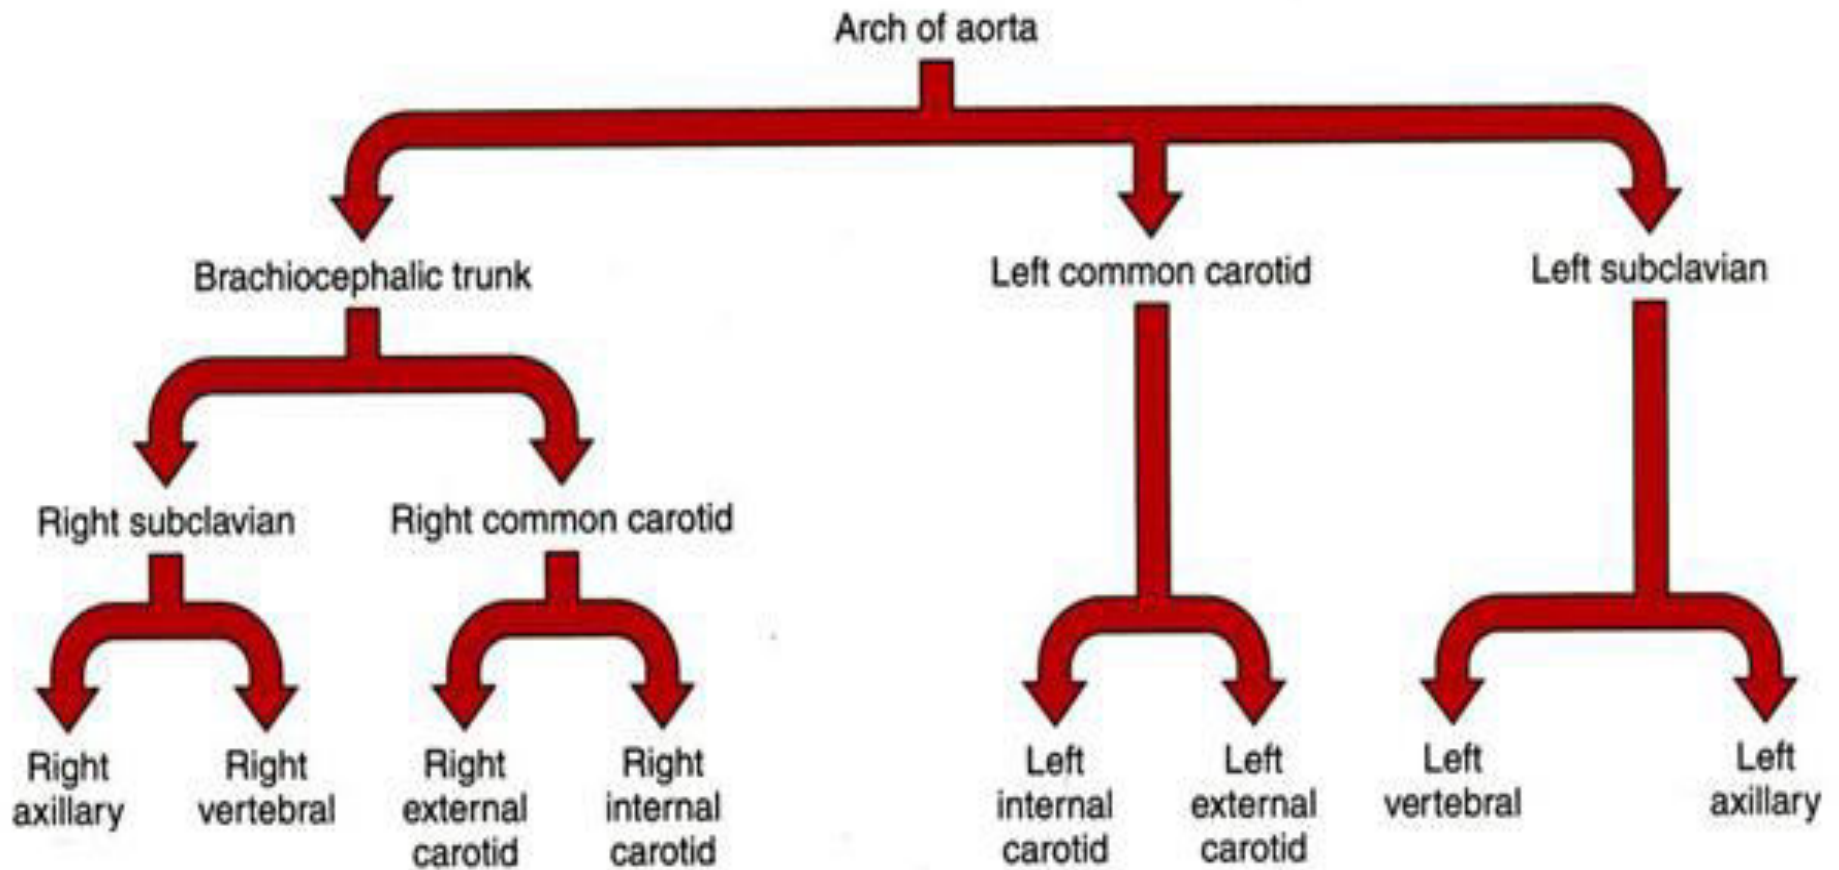 Arch of aorta
Brachiocephalic trunk
Left common carotid
Left subclavian
Right subclavian
Right common carotid
Right
axillary
Right
vertebral
Right
external
carotid
Right
internal
carotid
Left
internal
carotid
Left
external
carotid
Left
vertebral
Left
axillary